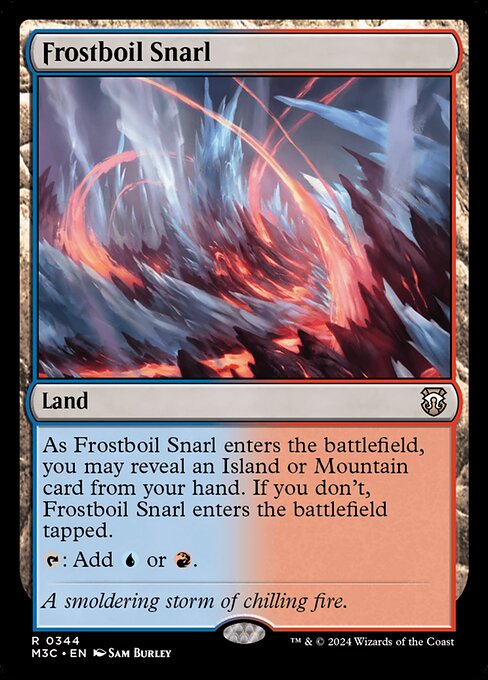 Frostboil Snarl
Land
As Frostboil Snarl enters the battlefield,
you may reveal an Island or Mountain
card from your hand. If you don't,
Frostboil Snarl enters the battlefield
tapped.
: Add or .
A smoldering storm of chilling fire.
R 0344
™ & © 2024 Wizards of the Coast
M3C • EN SAM BURLEY